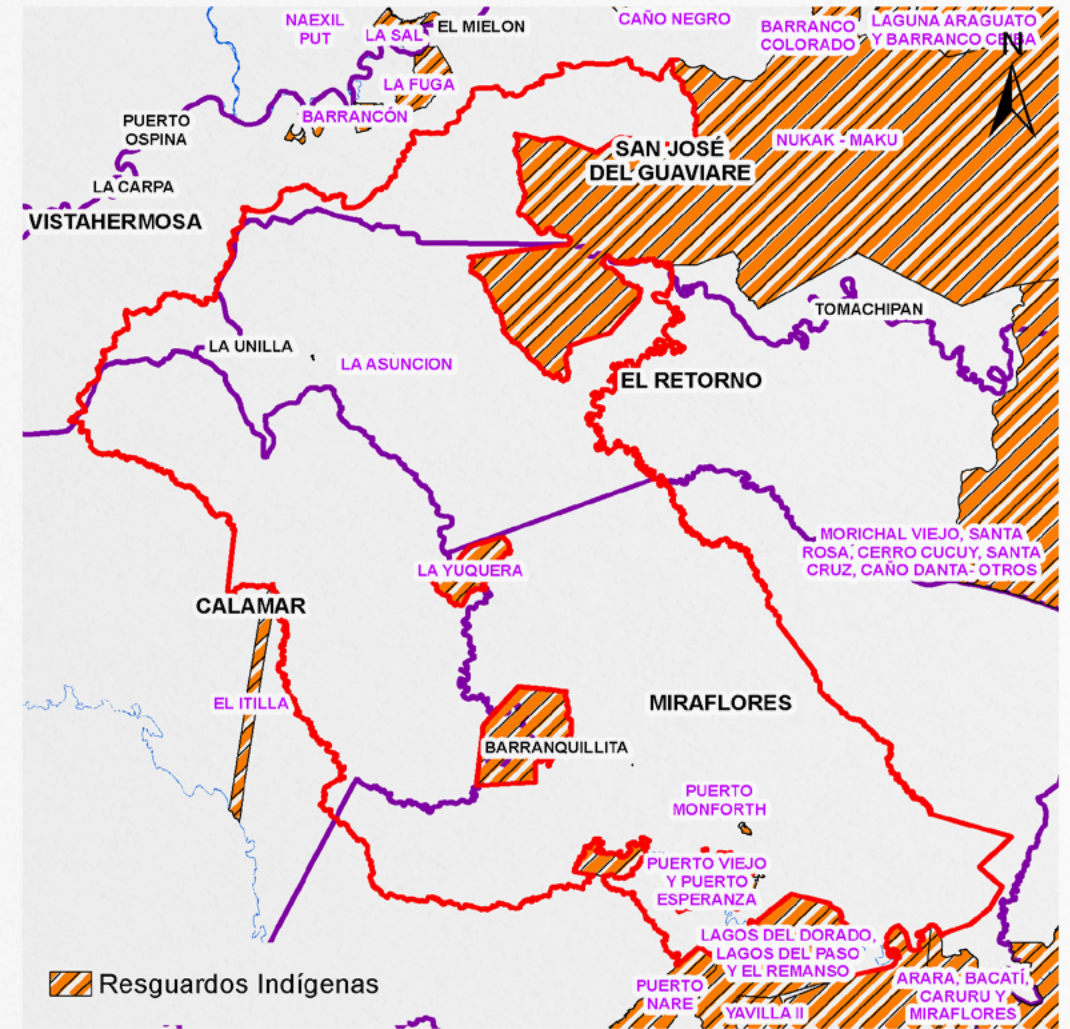 NAEXIL
PUT
LA SAL
EL MIELON
CAÑO NEGRO
BARRANCO
COLORADO
LAGUNA ARAGUATO
Y BARRANCO CEIBA
N
LA FUGA
BARRANCÓN
PUERTO
OSPINA
LA CARPA
VISTAHERMOSA
SAN JOSÉ
DEL GUAVIARE
NUKAK - MAKU
TOMACHIPAN
LA UNILLA
LA ASUNCION
EL RETORNO
MORICHAL VIEJO, SANTA
ROSA, CERRO CUCUY, SANTA
CRUZ, CAÑO DANTA- OTROS
LA YUQUERA
CALAMAR
EL ITILLA
MIRAFLORES
BARRANQUILLITA
PUERTO
MONFORTH
PUERTO VIEJO
Y PUERTO
ESPERANZA
LAGOS DEL DORADO,
LAGOS DEL PASO
Y EL REMANSO
PUERTO
NARE
YAVILLA II
ARARA, BACATÍ,
CARURU Y
MIRAFLORES
Resguardos Indígenas